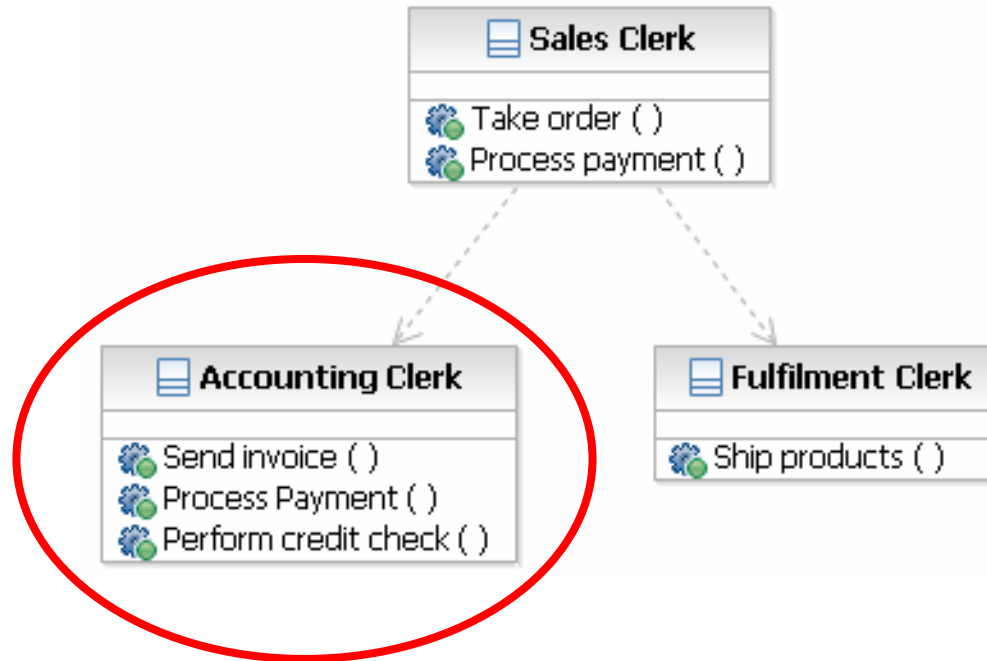 Sales Clerk
Take order ( )
Process payment ( )
Accounting Clerk
Send invoice ( )
Process Payment ( )
Perform credit check ( )
Fulfilment Clerk
Ship products ( )